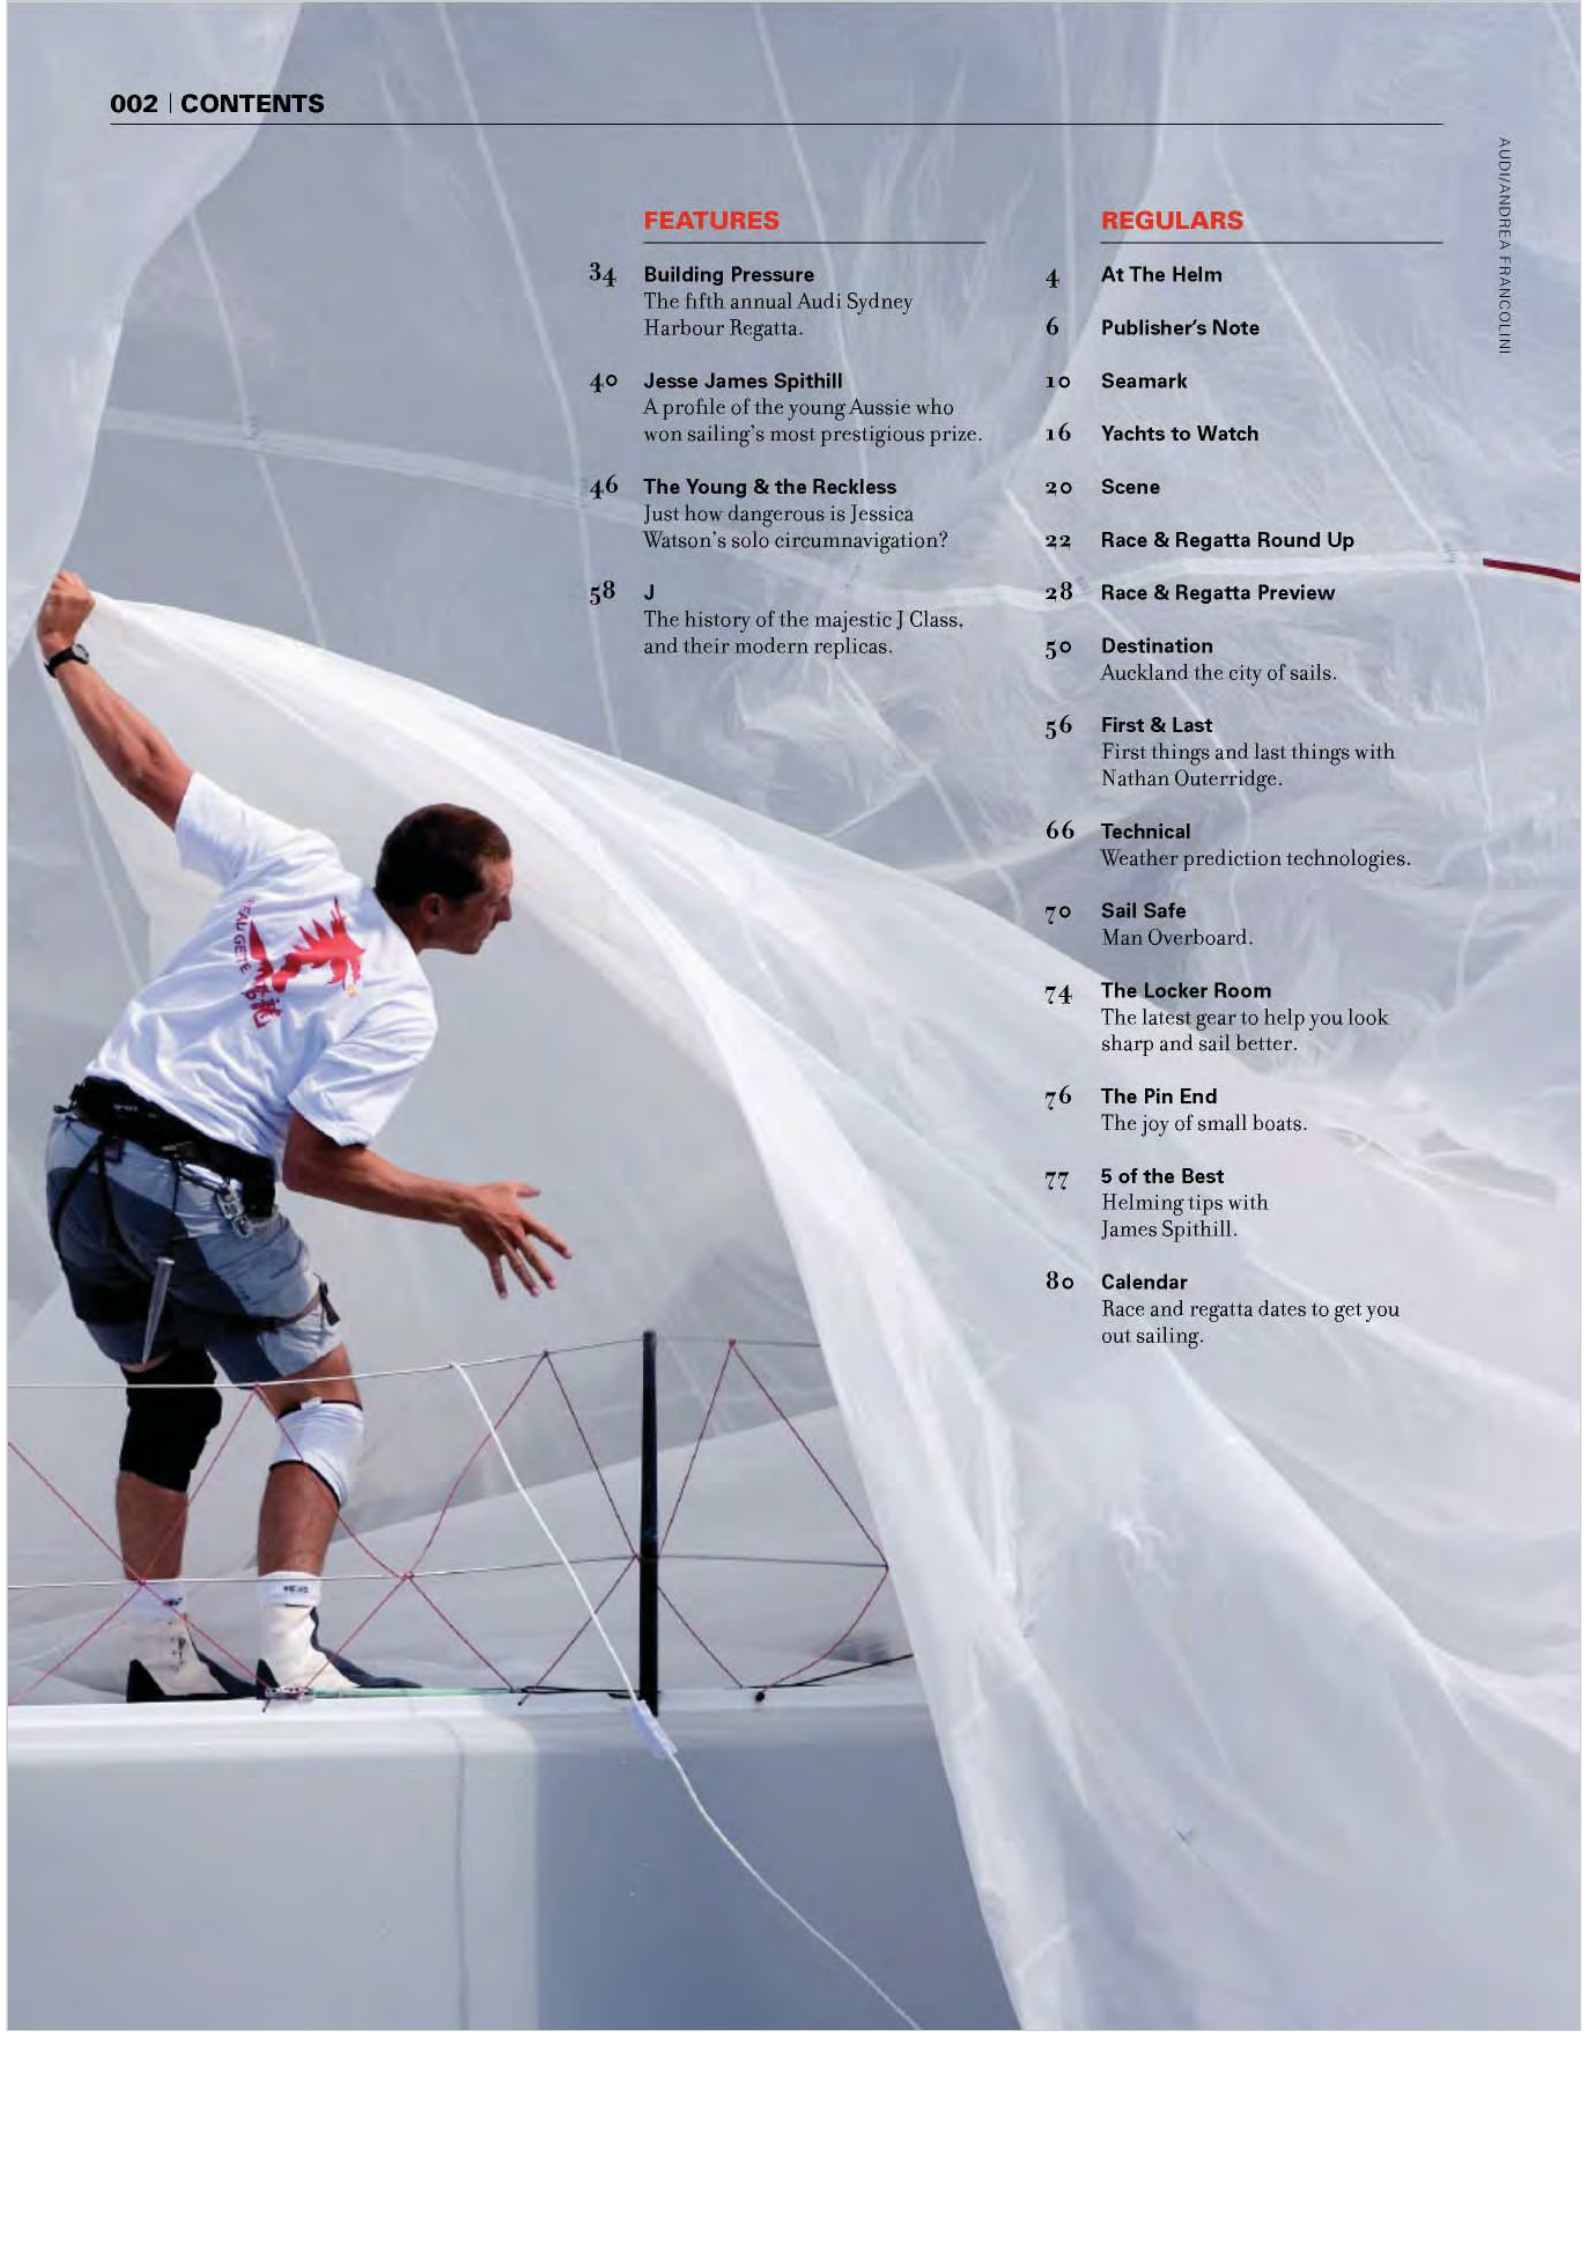 002 | CONTENTS
AUDI/ANDREA FRANCOLINI
FEATURES
34 Building Pressure
The fifth annual Audi Sydney
Harbour Regatta.
40 Jesse James Spithill
A profile of the young Aussie who
won sailing's most prestigious prize.
46 The Young & the Reckless
Just how dangerous is Jessica
Watson's solo circumnavigation?
58 J
The history of the majestic J Class,
and their modern replicas.
REGULARS
4 At The Helm
6 Publisher's Note
10 Seamark
16 Yachts to Watch
20 Scene
22 Race & Regatta Round Up
28 Race & Regatta Preview
50 Destination
Auckland the city of sails.
56 First & Last
First things and last things with
Nathan Outerridge.
66 Technical
Weather prediction technologies.
70 Sail Safe
Man Overboard.
74 The Locker Room
The latest gear to help you look
sharp and sail better.
76 The Pin End
The joy of small boats.
77 5 of the Best
Helming tips with
James Spithill.
80 Calendar
Race and regatta dates to get you
out sailing.